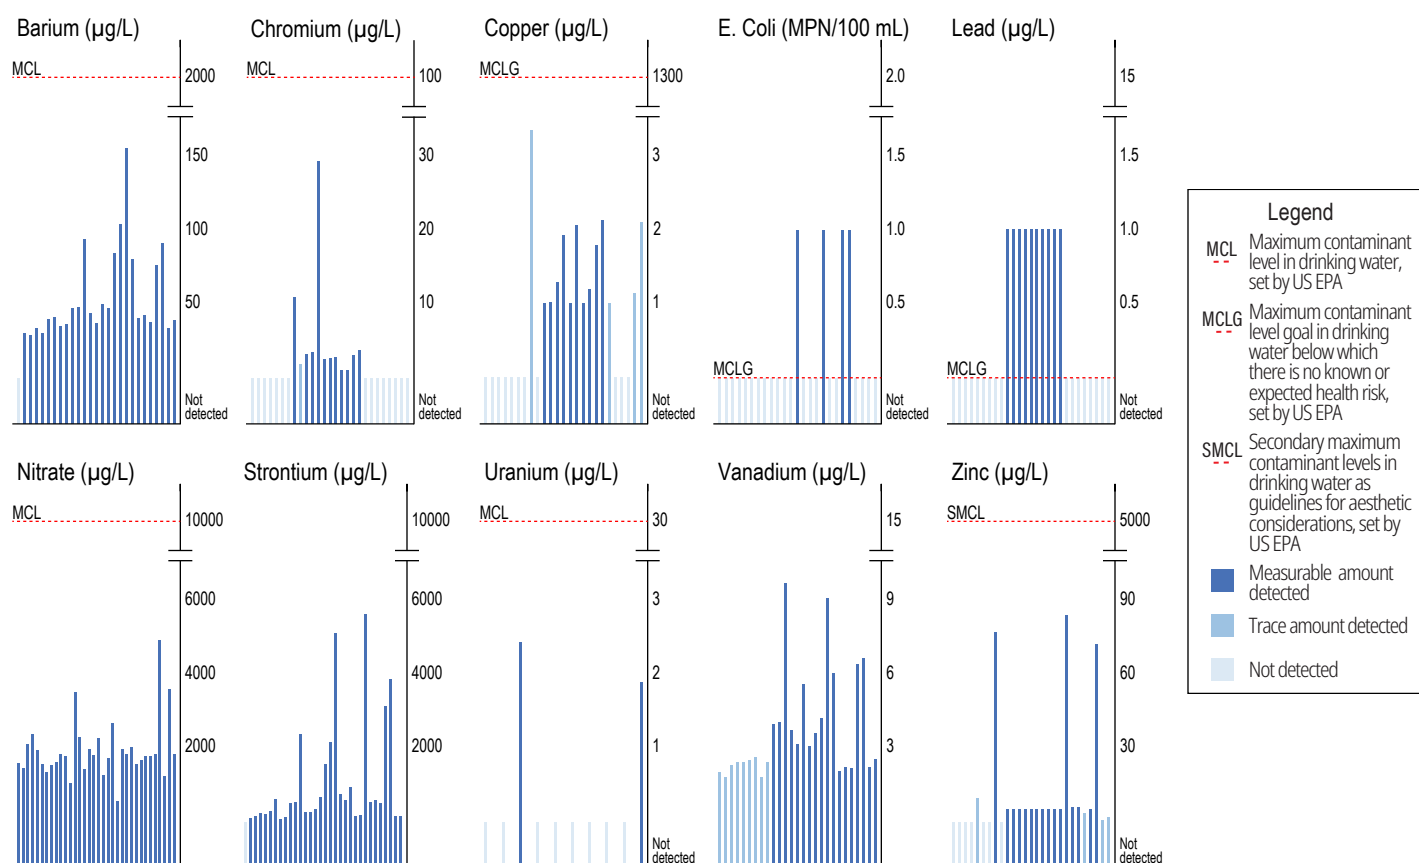 Barium (µg/L)
MCL
2000
150
100
50
Not
detected
Chromium (µg/L)
MCL
100
30
20
10
Not
detected
Copper (µg/L)
MCLG
1300
3
2
1
Not
detected
E. Coli (MPN/100 mL)
2.0
1.5
1.0
0.5
MCLG
Not
detected
Lead (µg/L)
15
1.5
1.0
0.5
MCLG
Not
detected
Nitrate (µg/L)
MCL
10000
6000
4000
2000
Strontium (µg/L)
10000
6000
4000
2000
Uranium (µg/L)
MCL
30
3
2
1
Not
detected
Vanadium (µg/L)
15
9
6
3
Zinc (µg/L)
SMCL
5000
90
60
30
Not
detected
Legend
MCL
Maximum contaminant
level in drinking water,
set by US EPA
MCLG
Maximum contaminant
level goal in drinking
water below which
there is no known or
expected health risk,
set by US EPA
SMCL
Secondary maximum
contaminant levels in
drinking water as
guidelines for aesthetic
considerations, set by
US EPA
Measurable amount
detected
Trace amount detected
Not detected